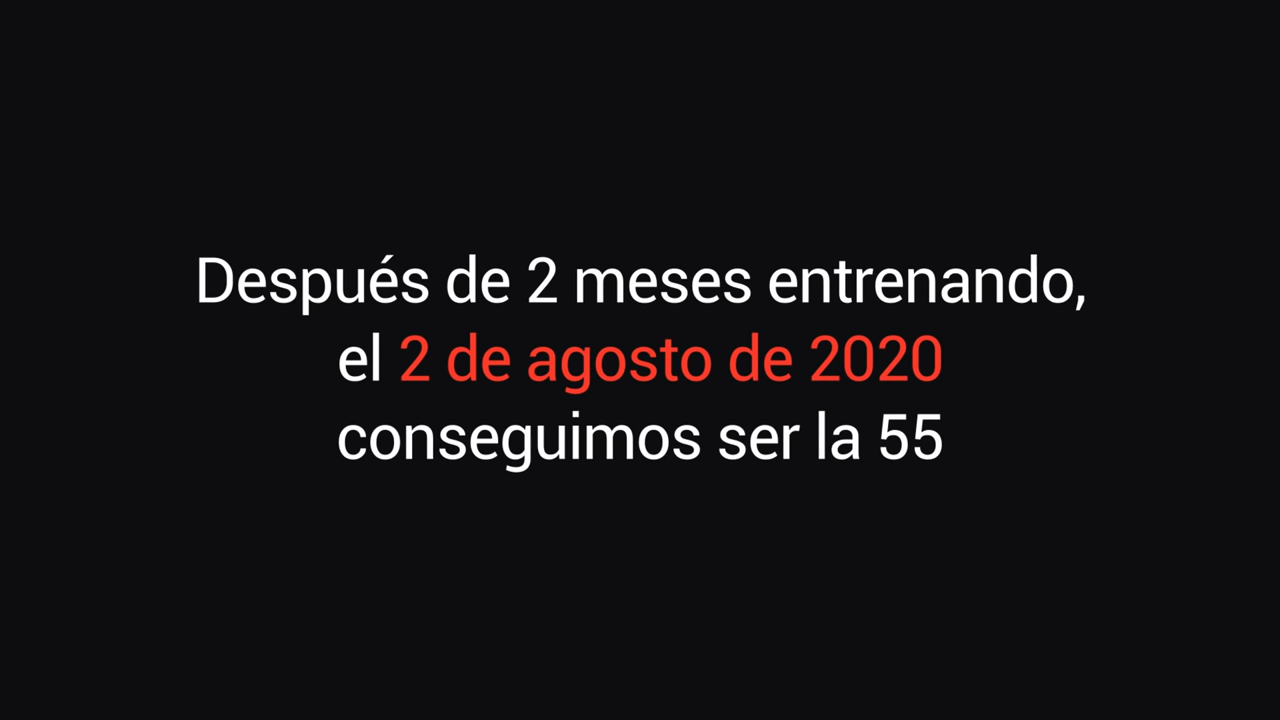 Después de 2 meses entrenando,
el 2 de agosto de 2020
conseguimos ser la 55